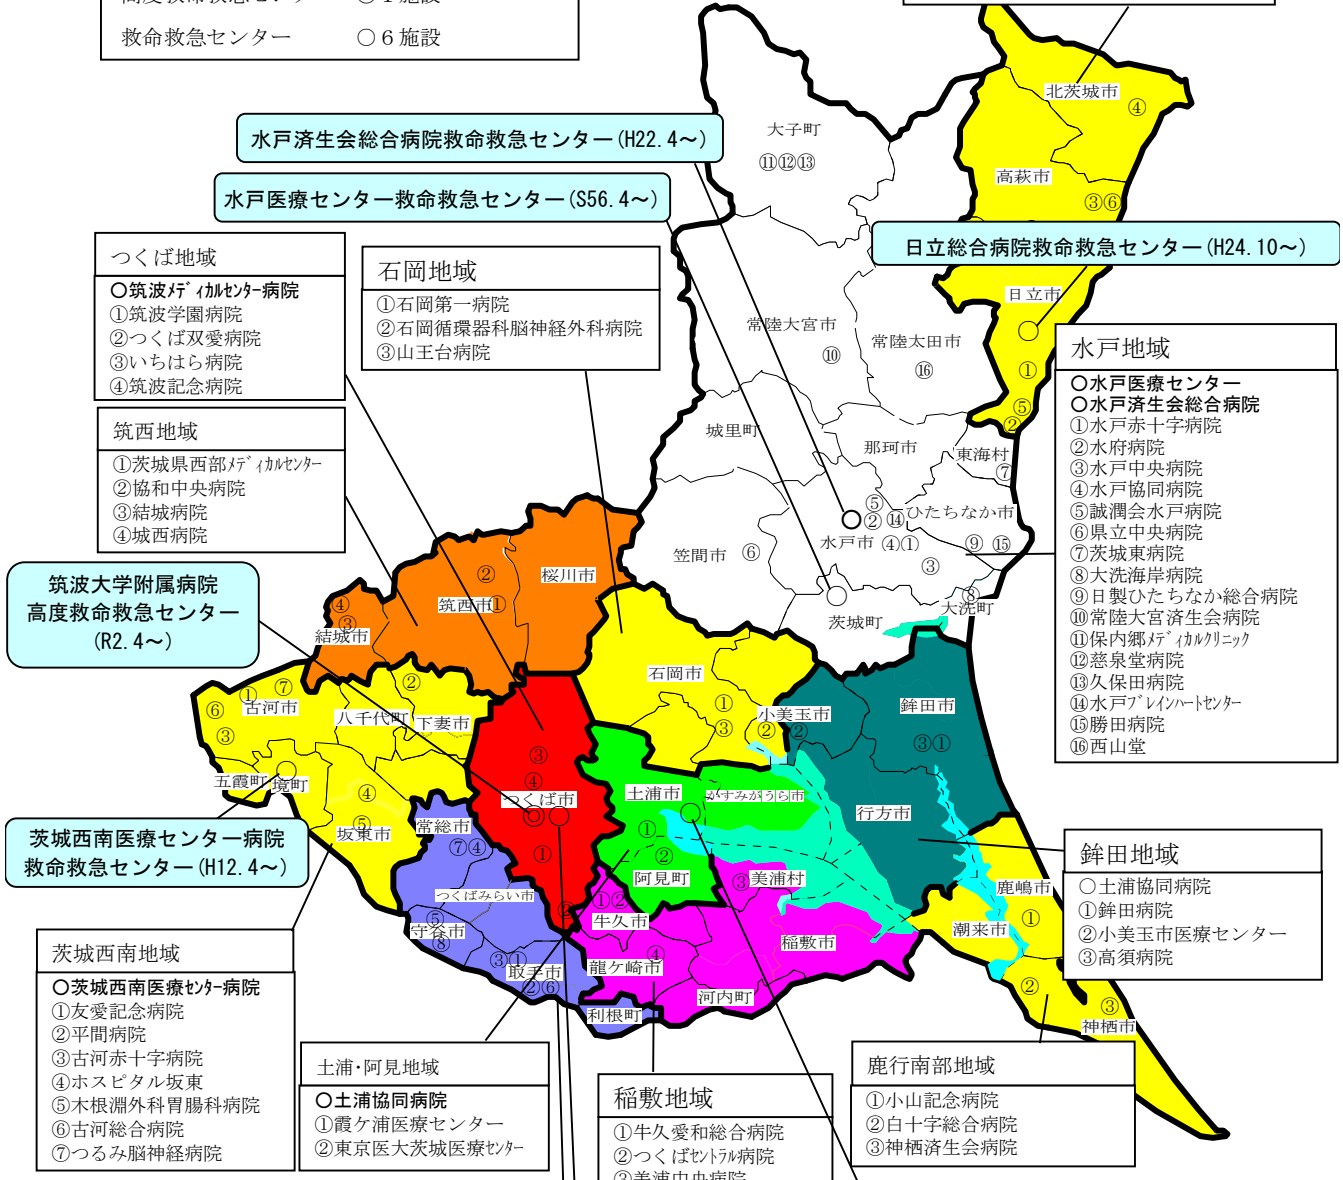 救命救急センター ○６施設
水戸済生会総合病院救命救急センター(H22.4～)
水戸医療センター救命救急センター(S56.4～)
日立総合病院救命救急センター(H24.10～)
つくば地域
○筑波ﾒﾃﾞｨｶﾙｾﾝﾀｰ病院
①筑波学園病院
②つくば双愛病院
③いちはら病院
④筑波記念病院
石岡地域
①石岡第一病院
②石岡循環器科脳神経外科病院
③山王台病院
筑西地域
①茨城県西部ﾒﾃﾞｨｶﾙｾﾝﾀｰ
②協和中央病院
③結城病院
④城西病院
筑波大学附属病院
高度救命救急センター
(R2.4～)
茨城西南医療センター病院
救命救急センター(H12.4～)
水戸地域
○水戸医療センター
○水戸済生会総合病院
①水戸赤十字病院
②水府病院
③水戸中央病院
④水戸協同病院
⑤誠潤会水戸病院
⑥県立中央病院
⑦茨城東病院
⑧大洗海岸病院
⑨日製ひたちなか総合病院
⑩常陸大宮済生会病院
⑪保内郷ﾒﾃﾞｨｶﾙｸﾘﾆｯｸ
⑫慈泉堂病院
⑬久保田病院
⑭水戸ﾌﾞﾚｲﾝﾊｰﾄｾﾝﾀｰ
⑮勝田病院
⑯西山堂
鉾田地域
○土浦協同病院
①鉾田病院
②小美玉市医療センター
③高須病院
茨城西南地域
○茨城西南医療ｾﾝﾀｰ病院
①友愛記念病院
②平間病院
③古河赤十字病院
④ホスピタル坂東
⑤木根淵外科胃腸科病院
⑥古河総合病院
⑦つるみ脳神経病院
土浦･阿見地域
○土浦協同病院
①霞ケ浦医療センター
②東京医大茨城医療ｾﾝﾀｰ
稲敷地域
①牛久愛和総合病院
②つくばｾﾝﾄﾗﾙ病院
鹿行南部地域
①小山記念病院
②白十字総合病院
③神栖済生会病院
北茨城市
④
大子町
⑪⑫⑬
高萩市
③⑥
日立市
①
⑤
②
常陸大宮市
⑩
常陸太田市
⑯
城里町
那珂市
東海村
⑦
ひたちなか市
⑨ ⑮
水戸市
⑤
② ⑭
④①
③
笠間市 ⑥
茨城町
大洗町
⑧
桜川市
筑西市
②
①
結城市
④
③
古河市
① ⑦
⑥
③
八千代町
下妻市
②
五霞町
境町
坂東市
④
⑤
常総市
⑦④
つくばみらい市
守谷市
⑤
⑧
取手市
③①
②⑥
利根町
つくば市
③
④
◎
①
②
石岡市
①
③
小美玉市
②
②
鉾田市
③①
行方市
土浦市
①
かすみがうら市
阿見町
②
美浦村
③
牛久市
①②
龍ケ崎市
④
稲敷市
河内町
鹿嶋市
①
潮来市
②
神栖市
③